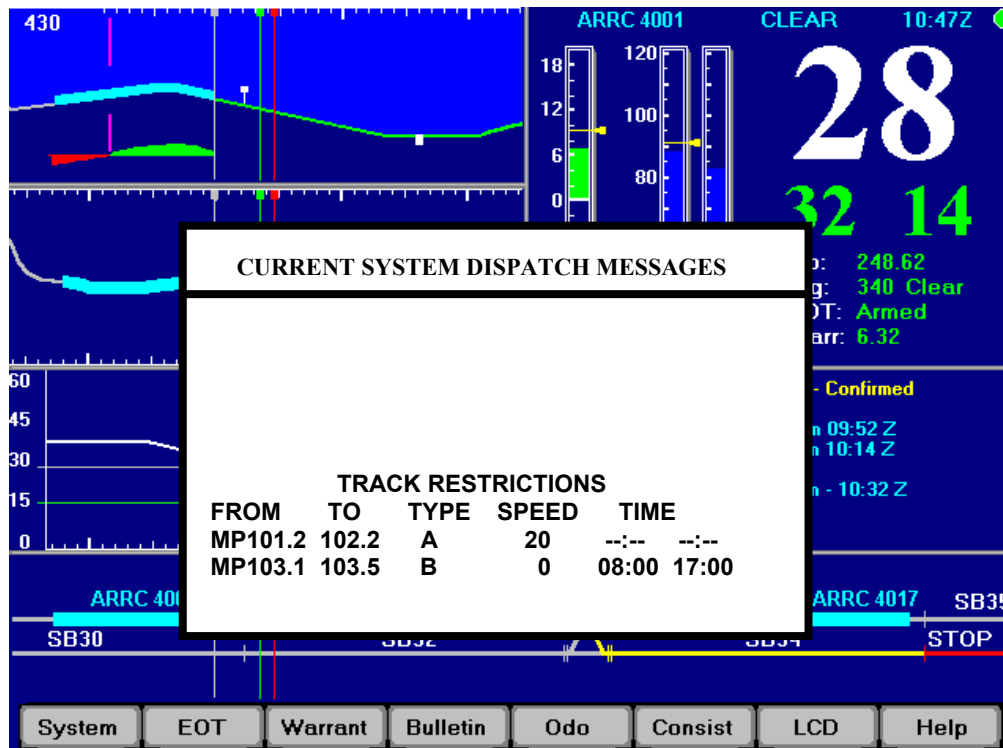 430
ARRC 4001 CLEAR 10:47Z
18
12
6
0
120
100
80
28
32 14
248.62
340 Clear
Armed
arr: 6.32
CURRENT SYSTEM DISPATCH MESSAGES
TRACK RESTRICTIONS
FROM TO TYPE SPEED TIME
MP101.2 102.2 A 20 --:-- --:--
MP103.1 103.5 B 0 08:00 17:00
60
45
30
15
0
- Confirmed
09:52 Z
10:14 Z
- 10:32 Z
ARRC
ARRC 4017
SB30
STOP
System EOT Warrant Bulletin Odo Consist LCD Help